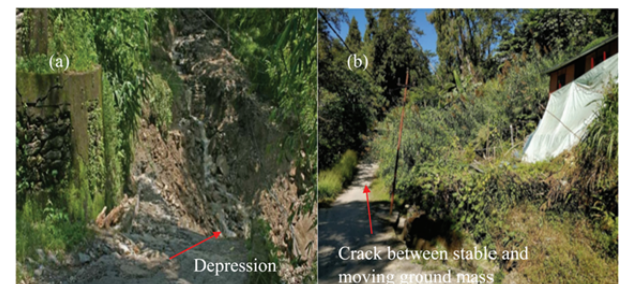 (a)
Depression
(b)
Crack between stable and
moving ground mass